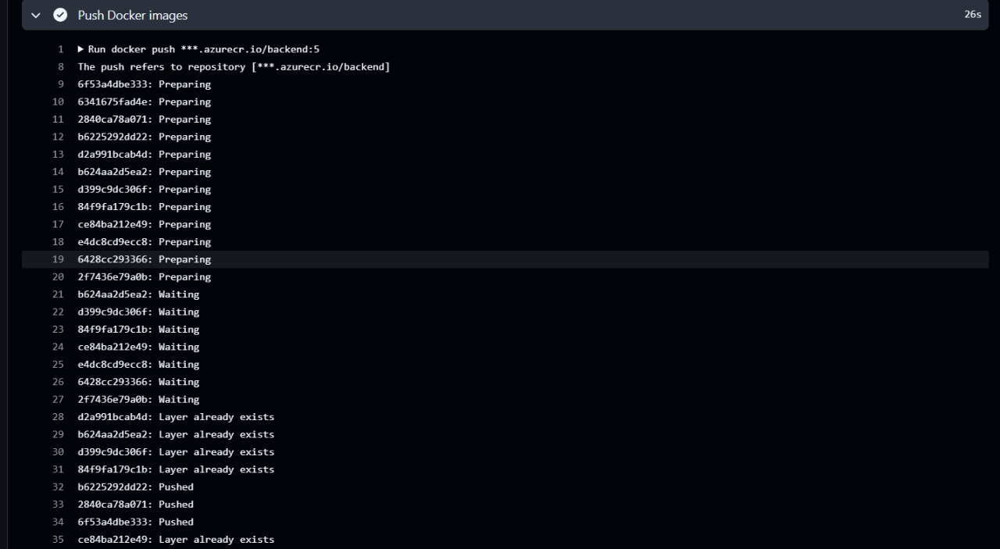 Push Docker images 26s
1 Run docker push ***.azurecr.io/backend:5
8 The push refers to repository [***.azurecr.io/backend]
9 6f53a4dbe333: Preparing
10 6341675fad4e: Preparing
11 2840ca78a071: Preparing
12 b6225292dd22: Preparing
13 d2a991bcab4d: Preparing
14 b624aa2d5ea2: Preparing
15 d399c9dc306f: Preparing
16 84f9fa179c1b: Preparing
17 ce84ba212e49: Preparing
18 e4dc8cd9ecc8: Preparing
19 6428cc293366: Preparing
20 2f7436e79a0b: Preparing
21 b624aa2d5ea2: Waiting
22 d399c9dc306f: Waiting
23 84f9fa179c1b: Waiting
24 ce84ba212e49: Waiting
25 e4dc8cd9ecc8: Waiting
26 6428cc293366: Waiting
27 2f7436e79a0b: Waiting
28 d2a991bcab4d: Layer already exists
29 b624aa2d5ea2: Layer already exists
30 d399c9dc306f: Layer already exists
31 84f9fa179c1b: Layer already exists
32 b6225292dd22: Pushed
33 2840ca78a071: Pushed
34 6f53a4dbe333: Pushed
35 ce84ba212e49: Layer already exists